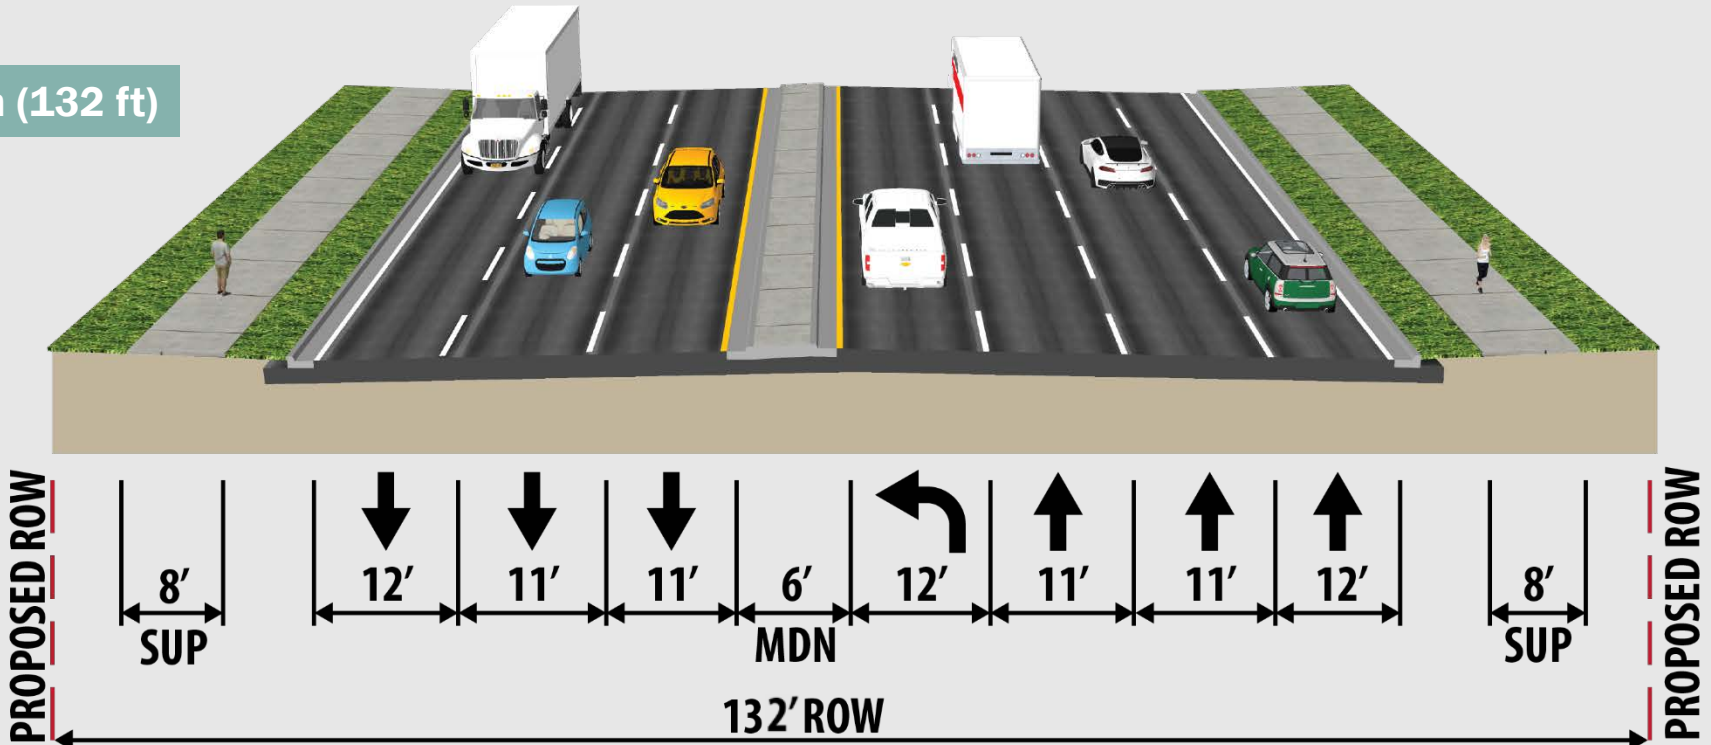 (132 ft)
PROPOSED ROW
8′
12′
11′
11′
6′
12′
11′
11′
12′
8′
SUP
MDN
SUP
132′ ROW
PROPOSED ROW